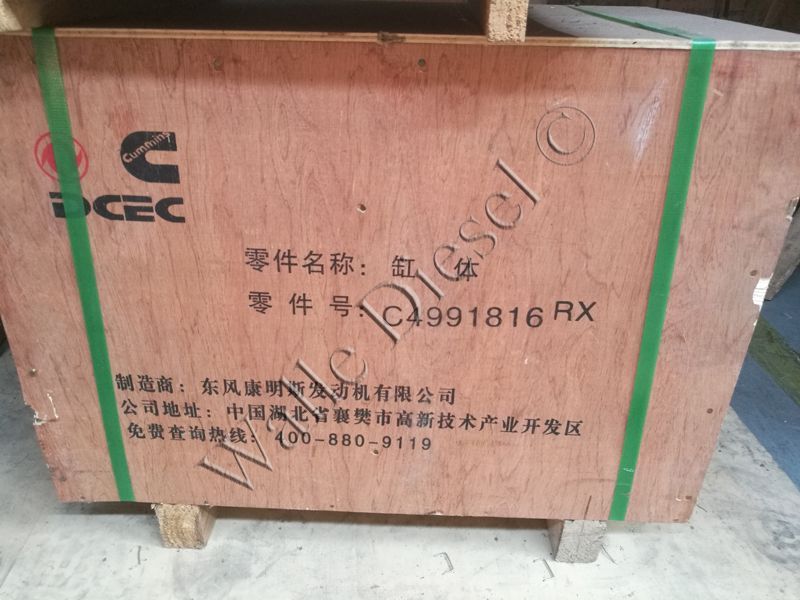 Cummins
DCEC
零件名称：缸 体
零件号：C4991816RX
制造商：东风康明斯发动机有限公司
公司地址：中国湖北省襄樊市高新技术产业开发区
免费查询热线：400-880-9119
Walle Diesel ©